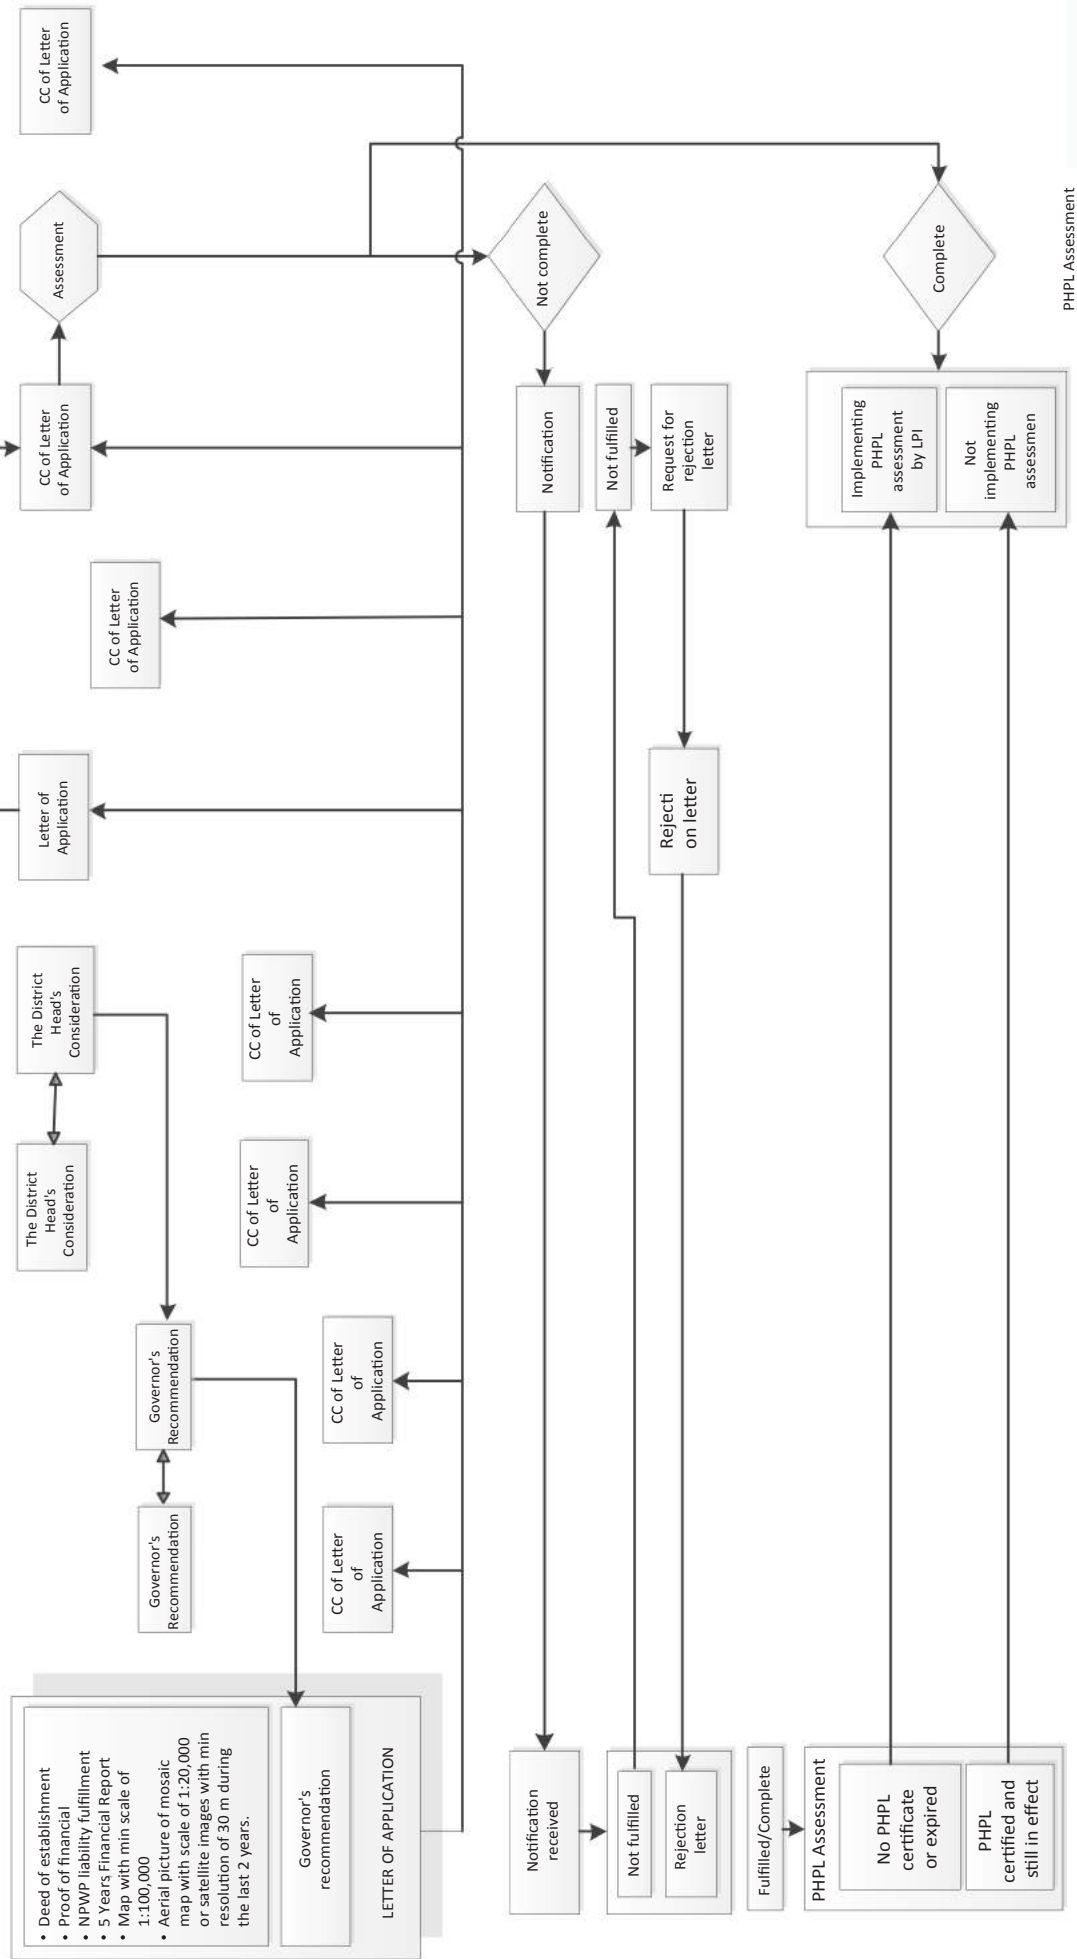 • Deed of establishment
• Proof of financial
• NPWP liability fulfillment
• 5 Years Financial Report
• Map with min scale of
1:100,000
• Aerial picture of mosaic
map with scale of 1:20,000
or satellite images with min
resolution of 30 m during
the last 2 years.
Governor's
recommendation
LETTER OF APPLICATION
Governor's
Recommendation
Governor's
Recommendation
The District
Head's
Consideration
The District
Head's
Consideration
Letter of
Application
CC of Letter
of Application
CC of Letter
of Application
Assessment
CC of Letter
of Application
CC of Letter
of
Application
CC of Letter
of
Application
CC of Letter
of
Application
CC of Letter
of
Application
Notification
received
Notification
Not complete
Not fulfilled
Rejection
letter
Not fulfilled
Request for
rejection
letter
Rejecti
on letter
Fulfilled/Complete
PHPL Assessment
No PHPL
certificate
or expired
PHPL
certified and
still in effect
Implementing
PHPL
assessment
by LPI
Not
implementing
PHPL
assessmen
Complete
PHPL Assessment